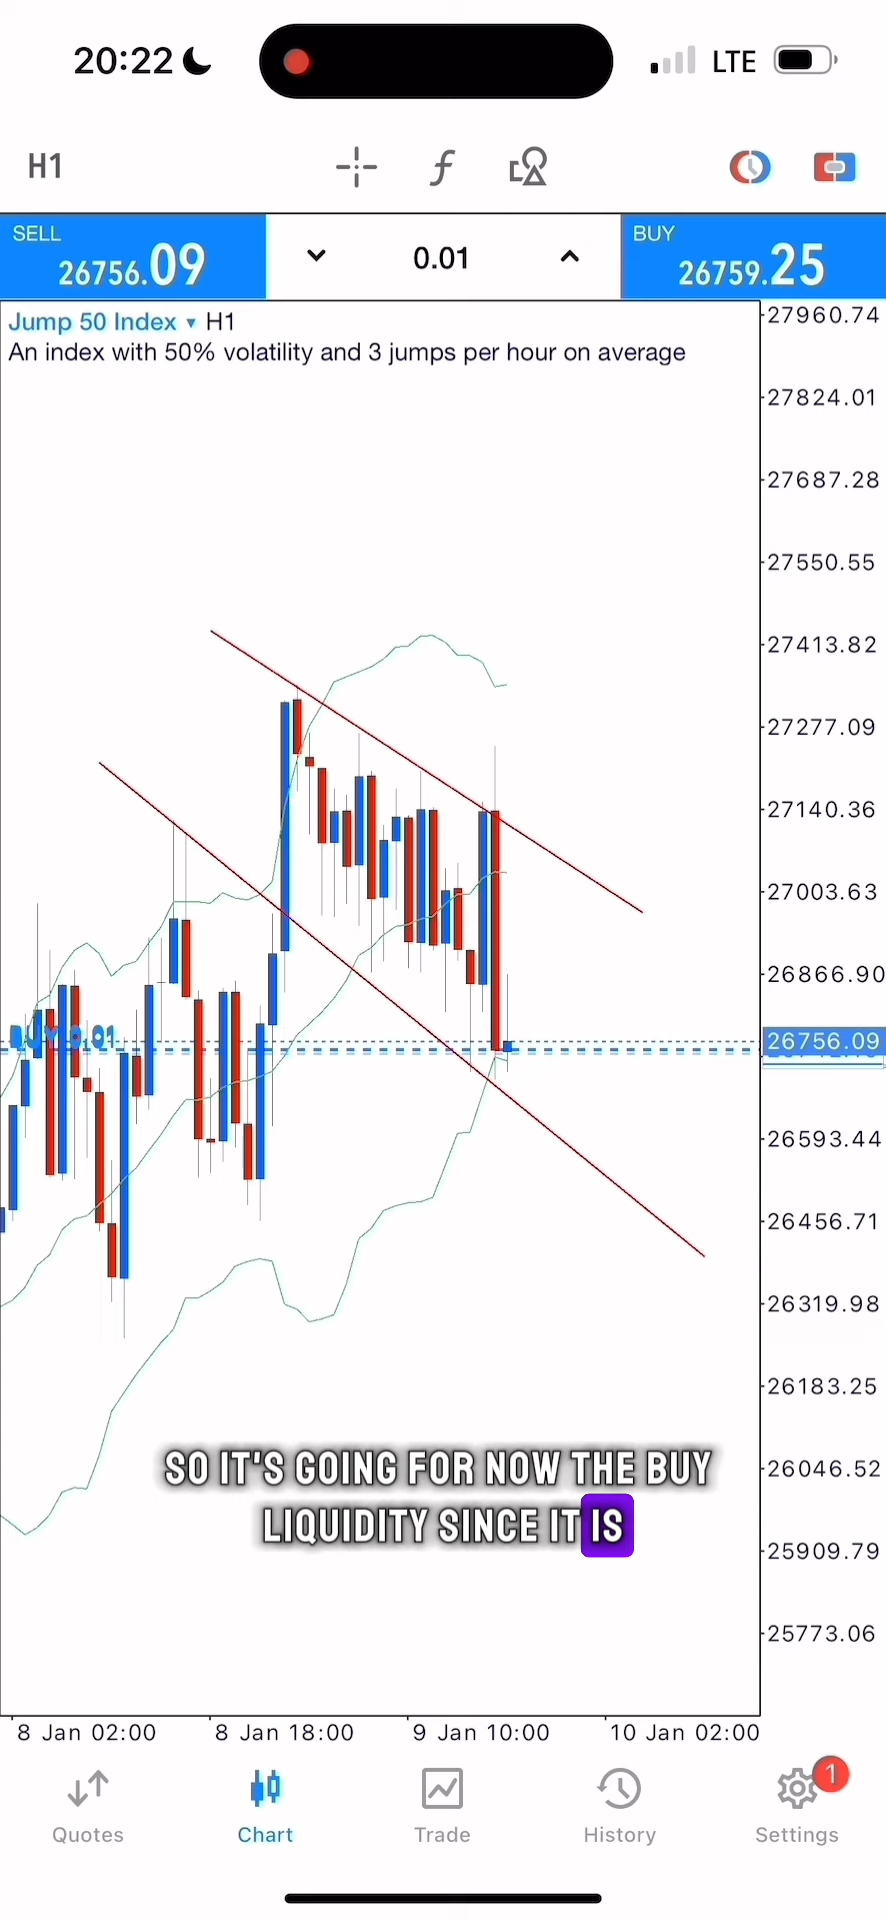 20:22
LTE
H1
SELL
26756.09
0.01
BUY
26759.25
Jump 50 Index ▾ H1
An index with 50% volatility and 3 jumps per hour on average
27960.74
27824.01
27687.28
27550.55
27413.82
27277.09
27140.36
27003.63
26866.90
BUY 0.01
26756.09
26593.44
26456.71
26319.98
26183.25
26046.52
25909.79
25773.06
SO IT'S GOING FOR NOW THE BUY
LIQUIDITY SINCE IT IS
8 Jan 02:00 8 Jan 18:00 9 Jan 10:00 10 Jan 02:00
1
Quotes Chart Trade History Settings